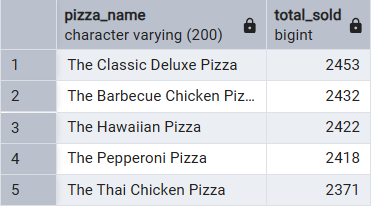 pizza_name total_sold
character varying (200) bigint
1 The Classic Deluxe Pizza 2453
2 The Barbecue Chicken Piz... 2432
3 The Hawaiian Pizza 2422
4 The Pepperoni Pizza 2418
5 The Thai Chicken Pizza 2371